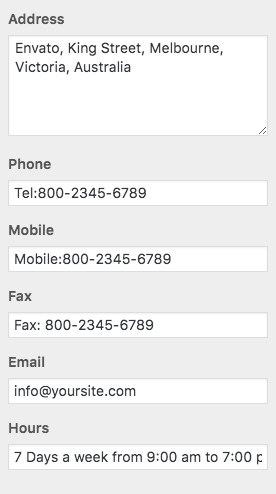 Address
Envato, King Street, Melbourne,
Victoria, Australia
Phone
Tel:800-2345-6789
Mobile
Mobile:800-2345-6789
Fax
Fax: 800-2345-6789
Email
info@yoursite.com
Hours
7 Days a week from 9:00 am to 7:00 p